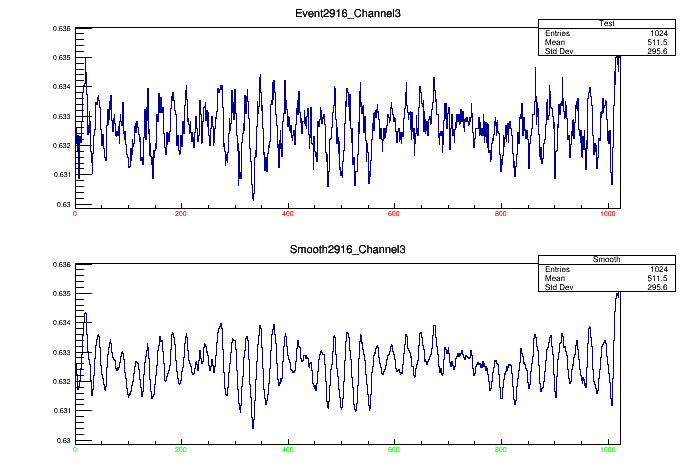 Event2916_Channel3
Test
Entries 1024
Mean 511.5
Std Dev 295.6
0.636
0.635
0.634
0.633
0.632
0.631
0.63
0 200 400 600 800 1000
Smooth2916_Channel3
Smooth
Entries 1024
Mean 511.5
Std Dev 295.6
0.636
0.635
0.634
0.633
0.632
0.631
0.63
0 200 400 600 800 1000